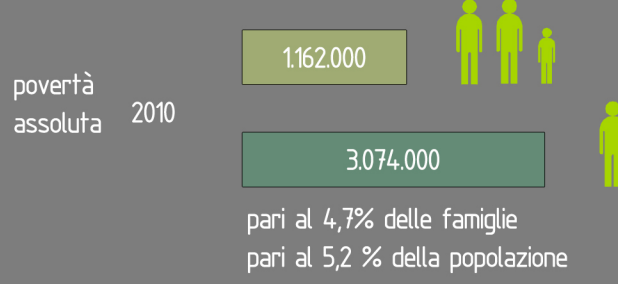 povertà
assoluta
2010
1.162.000
3.074.000
pari al 4,7% delle famiglie
pari al 5,2 % della popolazione